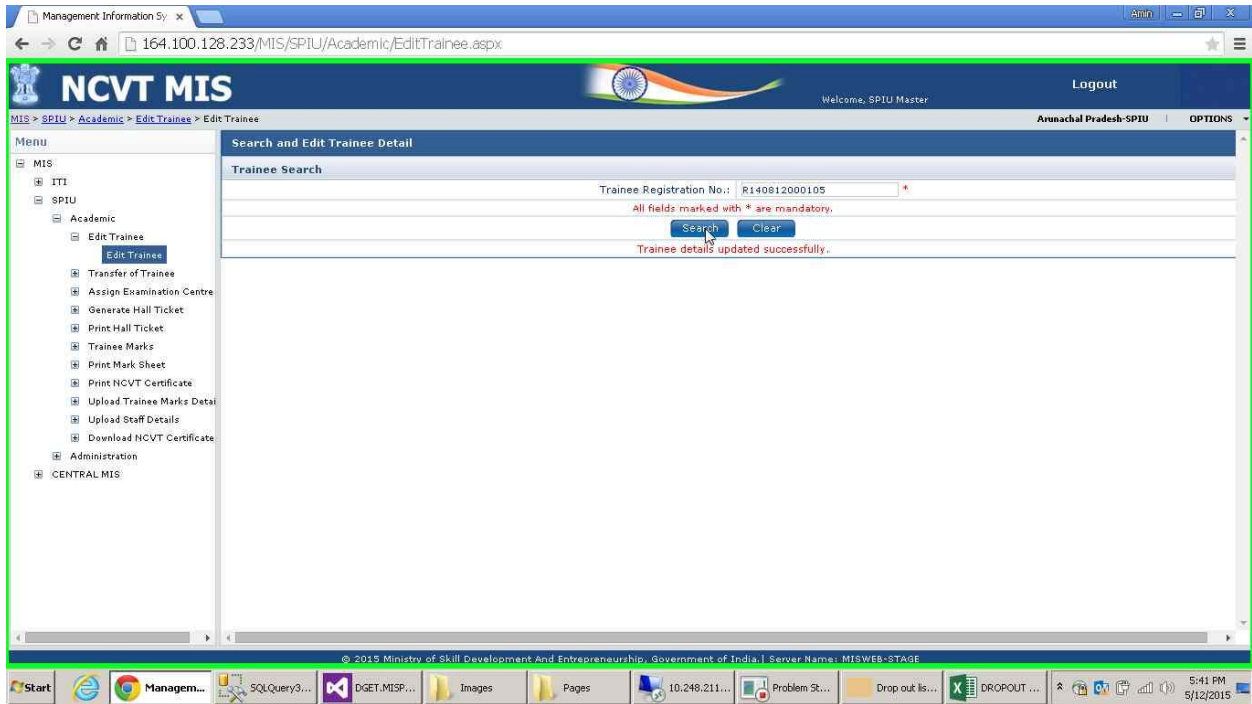 Management Information Sy
Amin
164.100.128.233/MIS/SPIU/Academic/EditTrainee.aspx
NCVT MIS
Welcome, SPIU Master
Logout
MIS > SPIU > Academic > Edit Trainee > Edit Trainee
Arunachal Pradesh-SPIU | OPTIONS
Menu
MIS
ITI
SPIU
Academic
Edit Trainee
Edit Trainee
Transfer of Trainee
Assign Examination Centre
Generate Hall Ticket
Print Hall Ticket
Trainee Marks
Print Mark Sheet
Print NCVT Certificate
Upload Trainee Marks Detai
Upload Staff Details
Download NCVT Certificate
Administration
CENTRAL MIS
Search and Edit Trainee Detail
Trainee Search
Trainee Registration No.: R140812000105 *
All fields marked with * are mandatory.
Search Clear
Trainee details updated successfully.
© 2015 Ministry of Skill Development And Entrepreneurship, Government of India.| Server Name: MISWEB-STAGE
Start Managem... SQLQuery3... DGET.MISP... Images Pages 10.248.211... Problem St... Drop out lis... DROPOUT ... 5:41 PM
5/12/2015